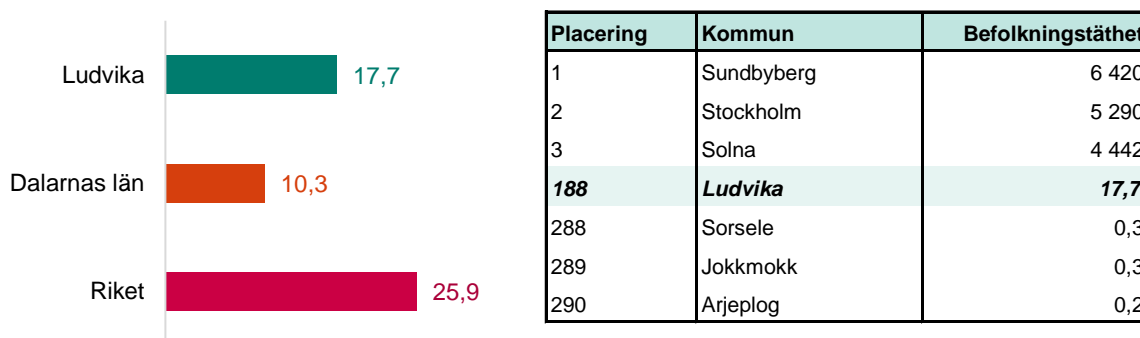 Ludvika 17,7
Dalarnas län 10,3
Riket 25,9
Placering Kommun Befolkningstäthet
1 Sundbyberg 6 420
2 Stockholm 5 290
3 Solna 4 442
188 Ludvika 17,7
288 Sorsele 0,3
289 Jokkmokk 0,3
290 Arjeplog 0,2